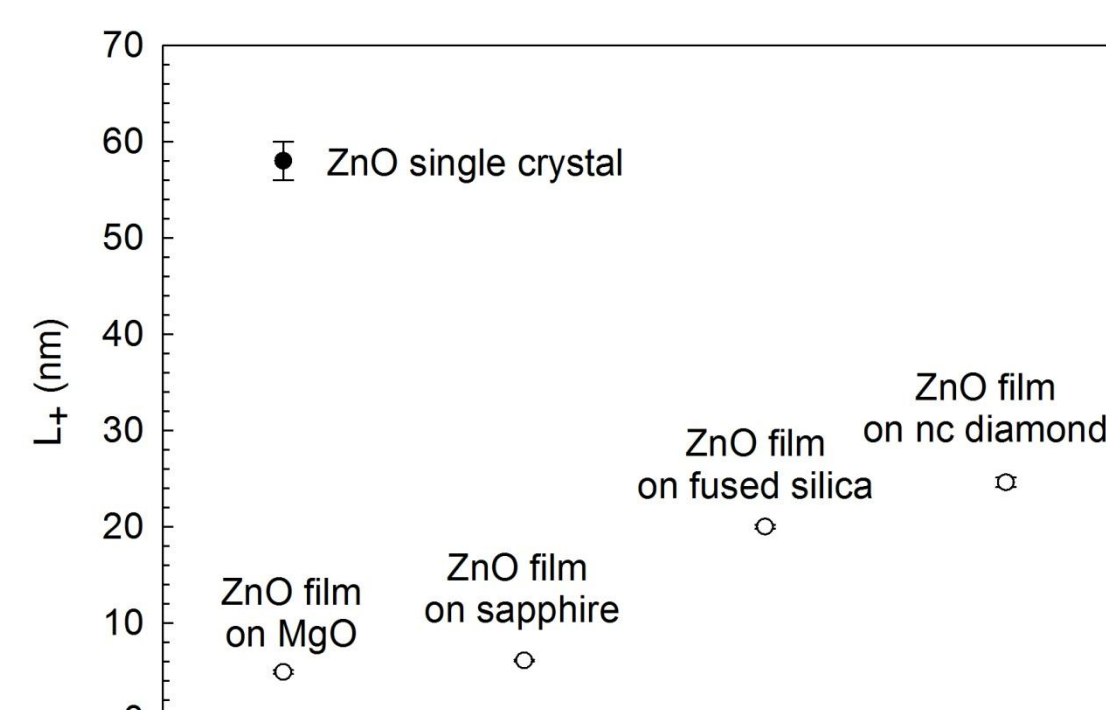 70
60
ZnO single crystal
50
40
L+ (nm)
ZnO film
on nc diamond
30
ZnO film
on fused silica
20
ZnO film
on sapphire
ZnO film
on MgO
10
0